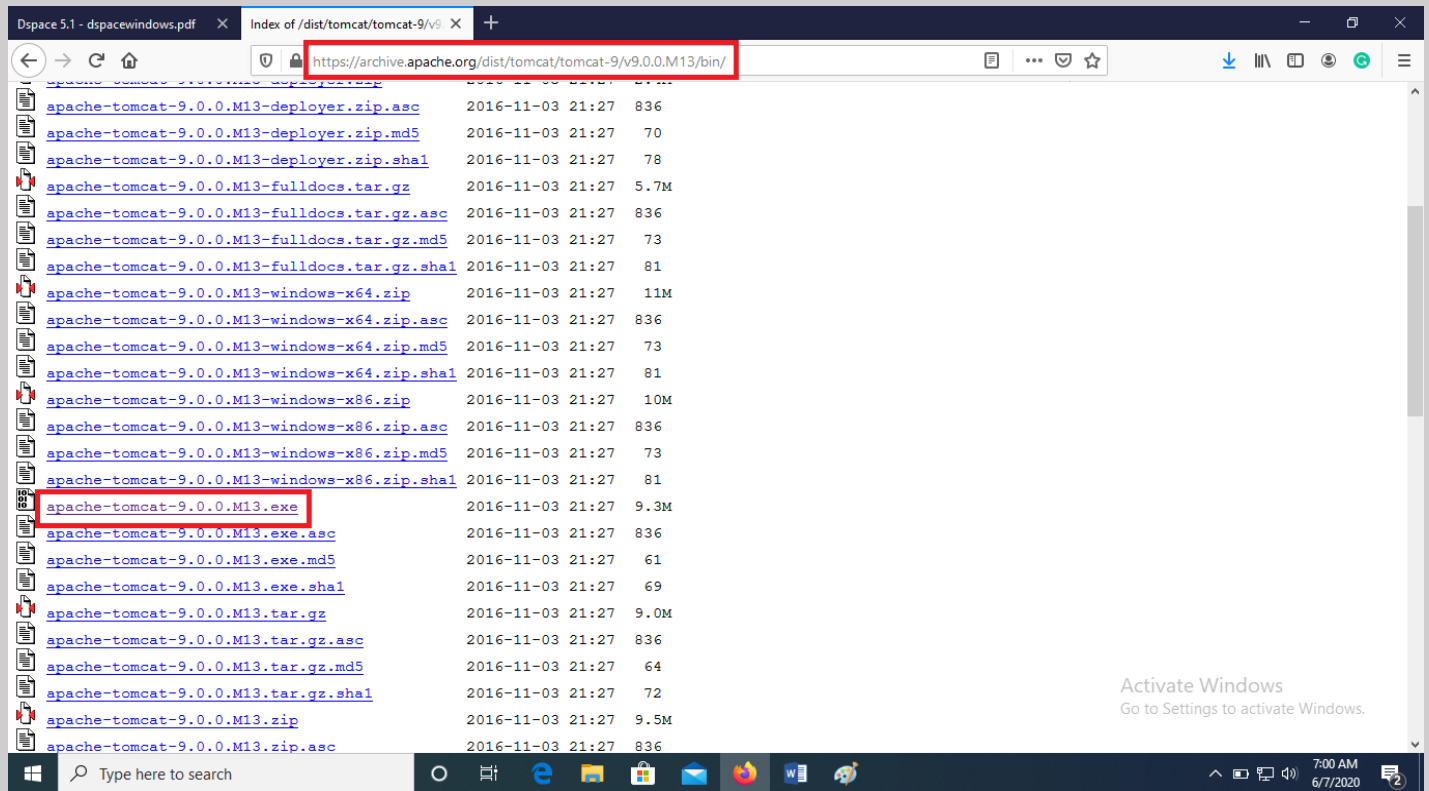 Dspace 5.1 - dspacewindows.pdf
Index of /dist/tomcat/tomcat-9/v9
https://archive.apache.org/dist/tomcat/tomcat-9/v9.0.0.M13/bin/
apache-tomcat-9.0.0.M13-deployer.zip
apache-tomcat-9.0.0.M13-deployer.zip.asc 2016-11-03 21:27 836
apache-tomcat-9.0.0.M13-deployer.zip.md5 2016-11-03 21:27 70
apache-tomcat-9.0.0.M13-deployer.zip.sha1 2016-11-03 21:27 78
apache-tomcat-9.0.0.M13-fulldocs.tar.gz 2016-11-03 21:27 5.7M
apache-tomcat-9.0.0.M13-fulldocs.tar.gz.asc 2016-11-03 21:27 836
apache-tomcat-9.0.0.M13-fulldocs.tar.gz.md5 2016-11-03 21:27 73
apache-tomcat-9.0.0.M13-fulldocs.tar.gz.sha1 2016-11-03 21:27 81
apache-tomcat-9.0.0.M13-windows-x64.zip 2016-11-03 21:27 11M
apache-tomcat-9.0.0.M13-windows-x64.zip.asc 2016-11-03 21:27 836
apache-tomcat-9.0.0.M13-windows-x64.zip.md5 2016-11-03 21:27 73
apache-tomcat-9.0.0.M13-windows-x64.zip.sha1 2016-11-03 21:27 81
apache-tomcat-9.0.0.M13-windows-x86.zip 2016-11-03 21:27 10M
apache-tomcat-9.0.0.M13-windows-x86.zip.asc 2016-11-03 21:27 836
apache-tomcat-9.0.0.M13-windows-x86.zip.md5 2016-11-03 21:27 73
apache-tomcat-9.0.0.M13-windows-x86.zip.sha1 2016-11-03 21:27 81
apache-tomcat-9.0.0.M13.exe 2016-11-03 21:27 9.3M
apache-tomcat-9.0.0.M13.exe.asc 2016-11-03 21:27 836
apache-tomcat-9.0.0.M13.exe.md5 2016-11-03 21:27 61
apache-tomcat-9.0.0.M13.exe.sha1 2016-11-03 21:27 69
apache-tomcat-9.0.0.M13.tar.gz 2016-11-03 21:27 9.0M
apache-tomcat-9.0.0.M13.tar.gz.asc 2016-11-03 21:27 836
apache-tomcat-9.0.0.M13.tar.gz.md5 2016-11-03 21:27 64
apache-tomcat-9.0.0.M13.tar.gz.sha1 2016-11-03 21:27 72
apache-tomcat-9.0.0.M13.zip 2016-11-03 21:27 9.5M
apache-tomcat-9.0.0.M13.zip.asc 2016-11-03 21:27 836
Activate Windows
Go to Settings to activate Windows.
Type here to search
7:00 AM
6/7/2020
2